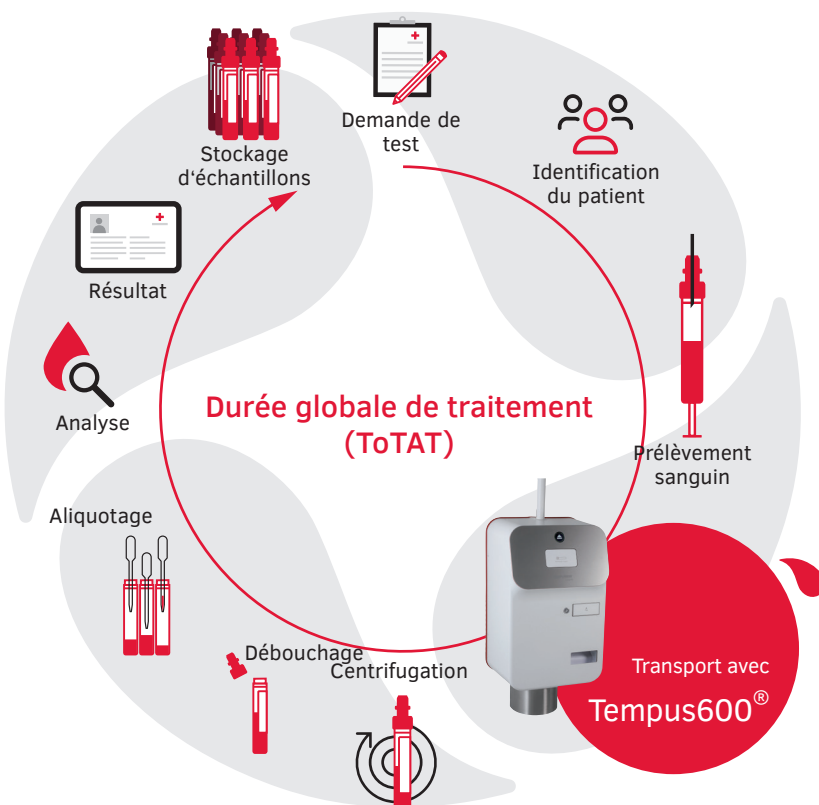 Demande de
test
Identification
du patient
Prélèvement
sanguin
Transport avec
Tempus600®
Centrifugation
Débouchage
Aliquotage
Analyse
Résultat
Stockage
d‘échantillons
Durée globale de traitement
(ToTAT)